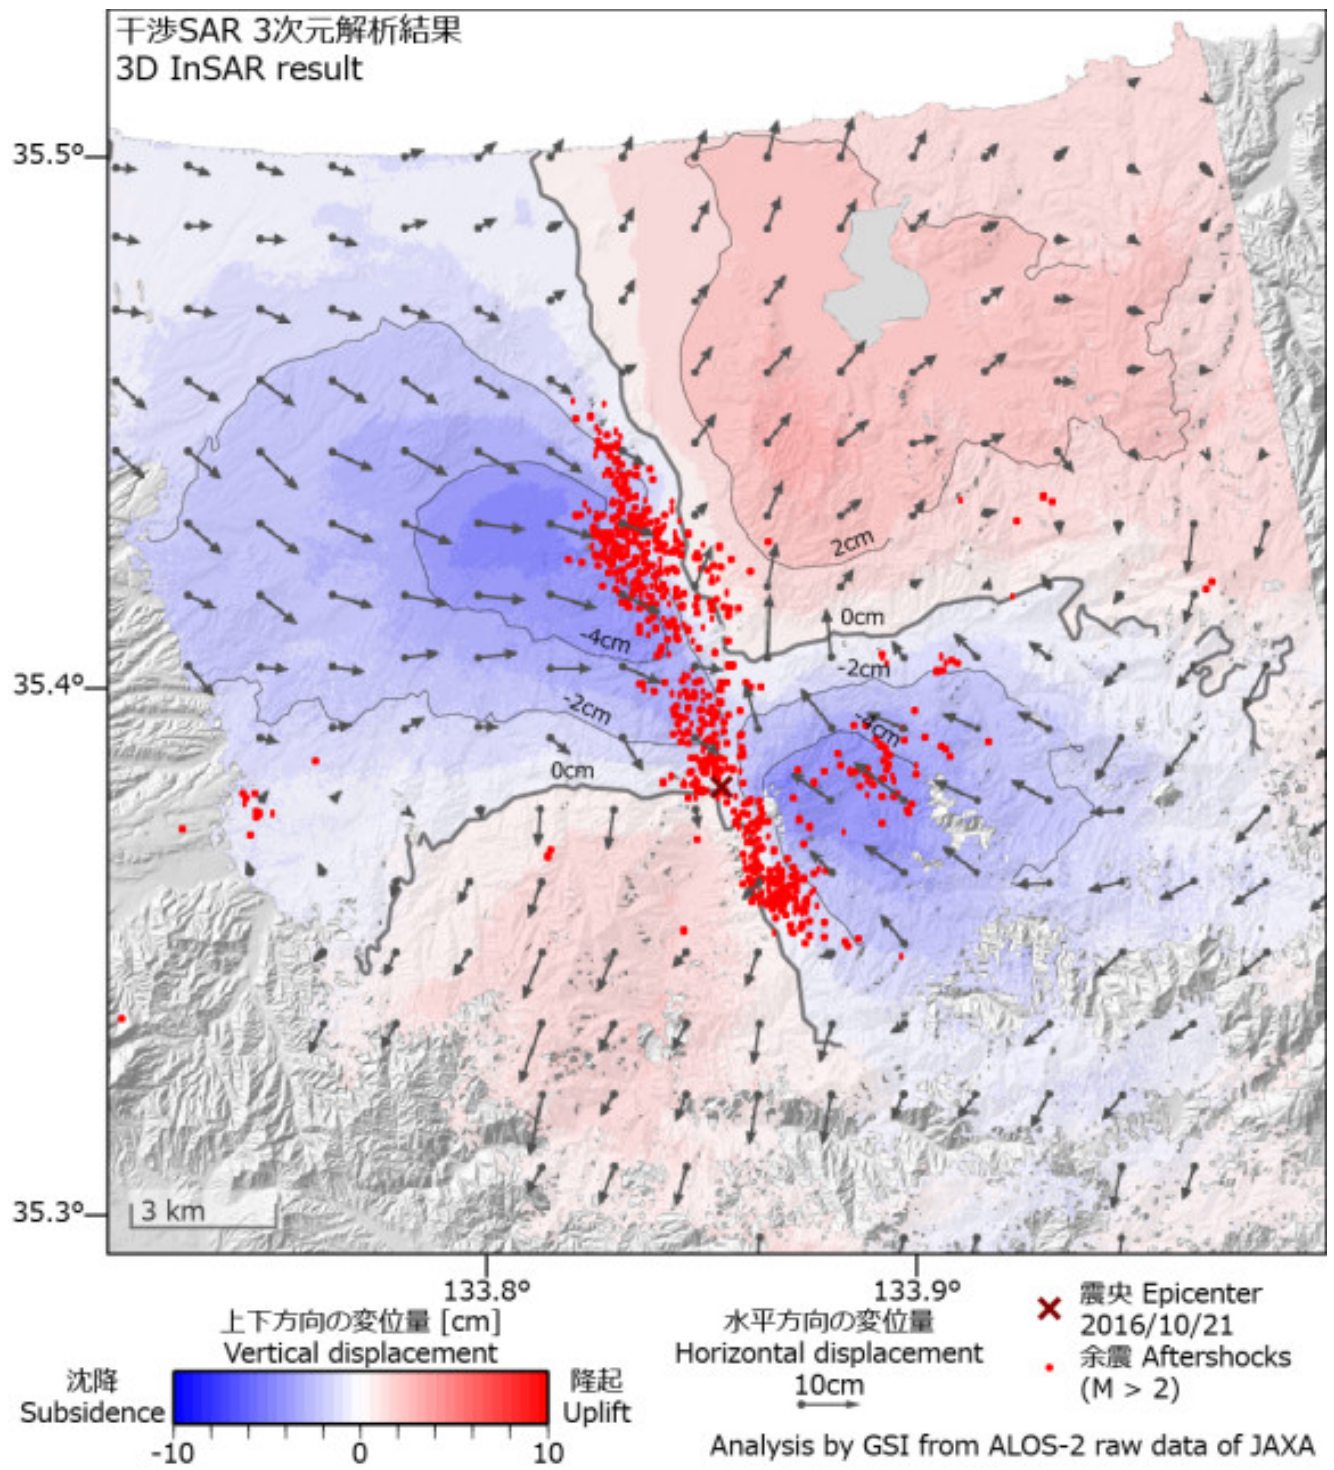 干渉SAR 3次元解析結果
3D InSAR result
35.5°
2cm
0cm
-2cm
-4cm
-4cm
35.4°
-2cm
0cm
35.3°
3 km
133.8°
133.9°
上下方向の変位量 [cm]
Vertical displacement
沈降
Subsidence
隆起
Uplift
-10
0
10
水平方向の変位量
Horizontal displacement
10cm
震央 Epicenter
2016/10/21
余震 Aftershocks
(M > 2)
Analysis by GSI from ALOS-2 raw data of JAXA